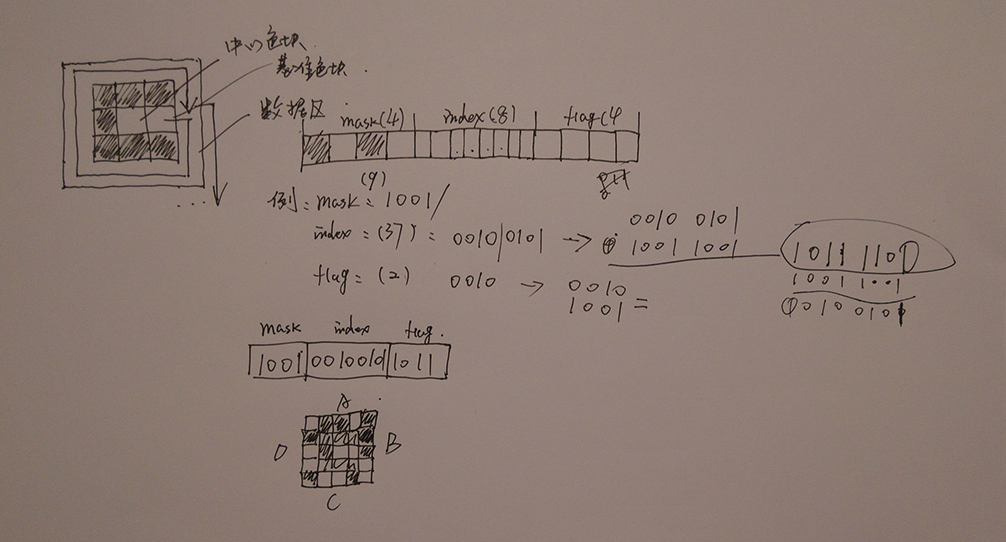 中心色块
基准色块
数据区
mask(4) index(8) flag(4
(9)
例: mask = 1001/
index = (37) = 0010|0101 → ⊕ 0010 0101
1001 1001
1011 1100
1001 1001
⊕0010 0101
flag = (2) 0010 → 0010
1001 =
mask index flag.
1001 001001 1011
A
D B
C